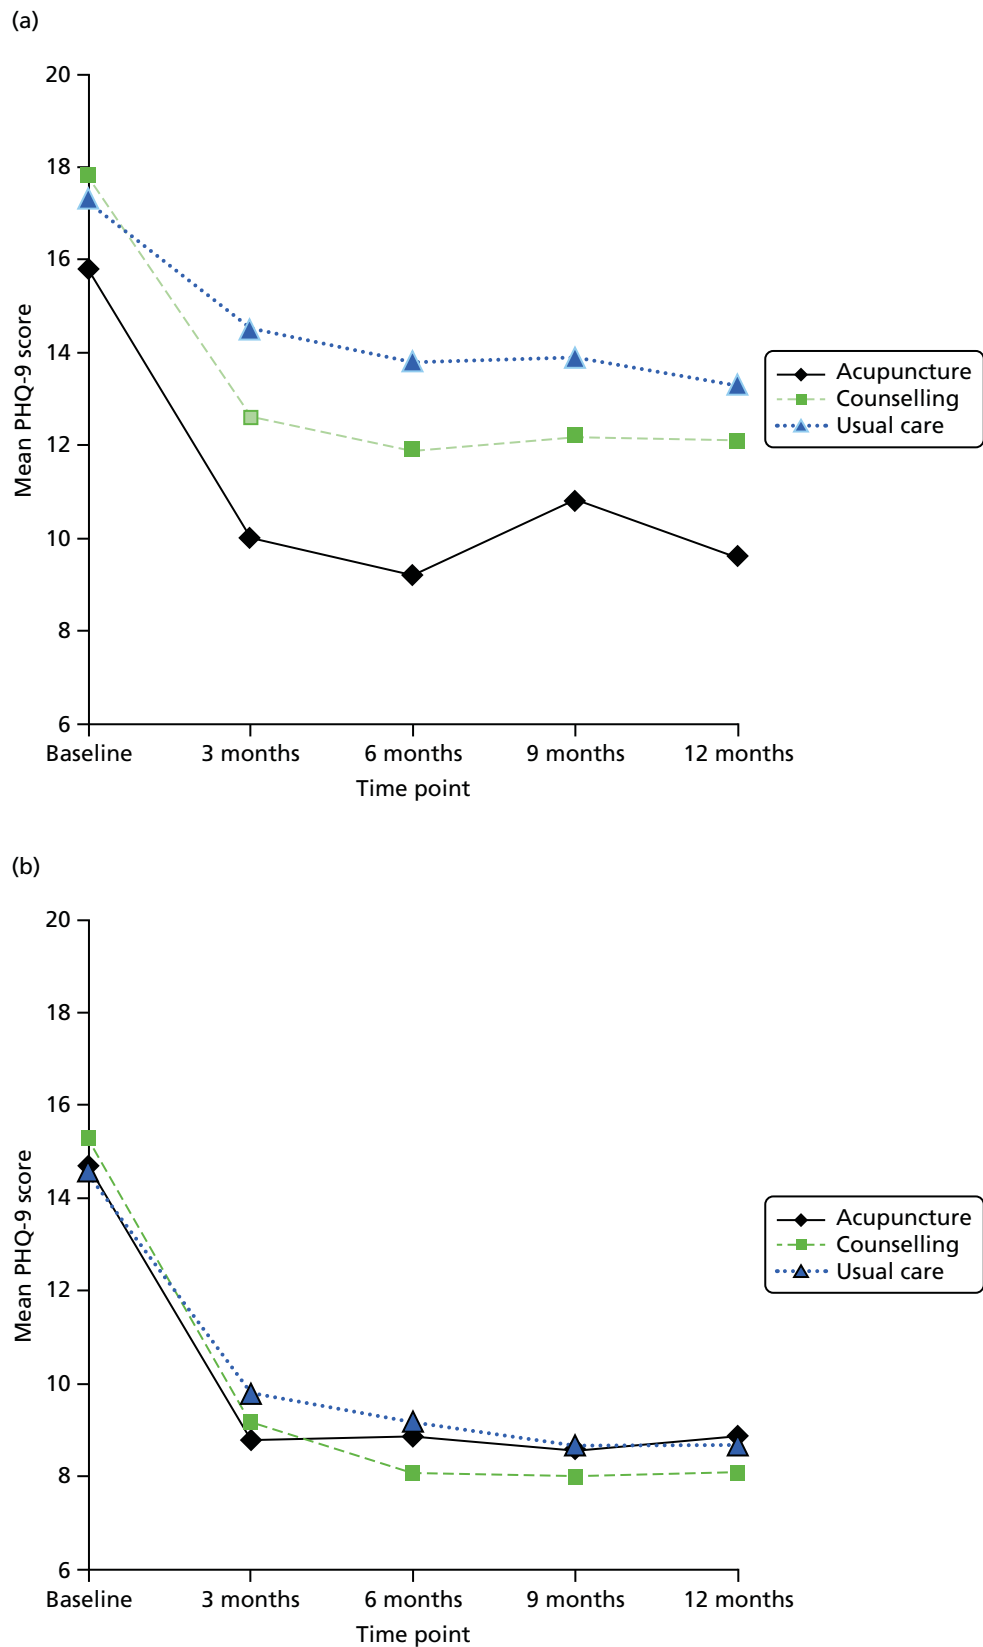 (a)
20
18
16
14
12
10
8
6
Mean PHQ-9 score
Baseline
3 months
6 months
9 months
12 months
Time point
Acupuncture
Counselling
Usual care
(b)
20
18
16
14
12
10
8
6
Mean PHQ-9 score
Baseline
3 months
6 months
9 months
12 months
Time point
Acupuncture
Counselling
Usual care